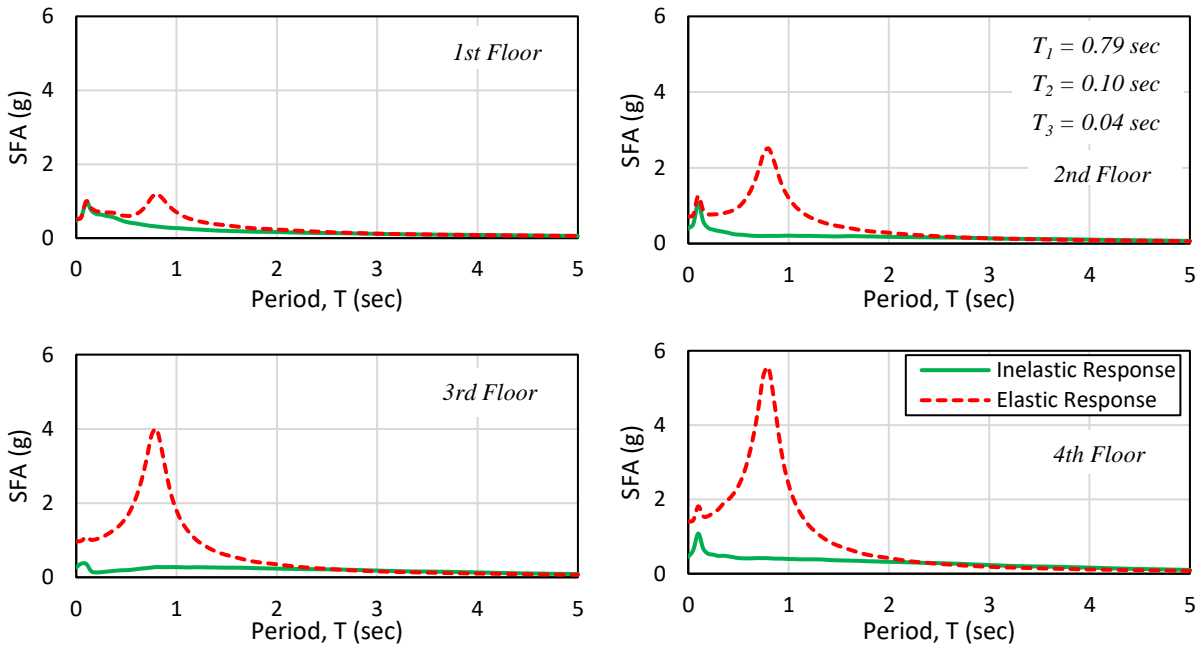 6
4
2
0
SFA (g)
1st Floor
0 1 2 3 4 5
Period, T (sec)
6
4
2
0
SFA (g)
T1 = 0.79 sec
T2 = 0.10 sec
T3 = 0.04 sec
2nd Floor
0 1 2 3 4 5
Period, T (sec)
6
4
2
0
SFA (g)
3rd Floor
0 1 2 3 4 5
Period, T (sec)
6
4
2
0
SFA (g)
Inelastic Response
Elastic Response
4th Floor
0 1 2 3 4 5
Period, T (sec)